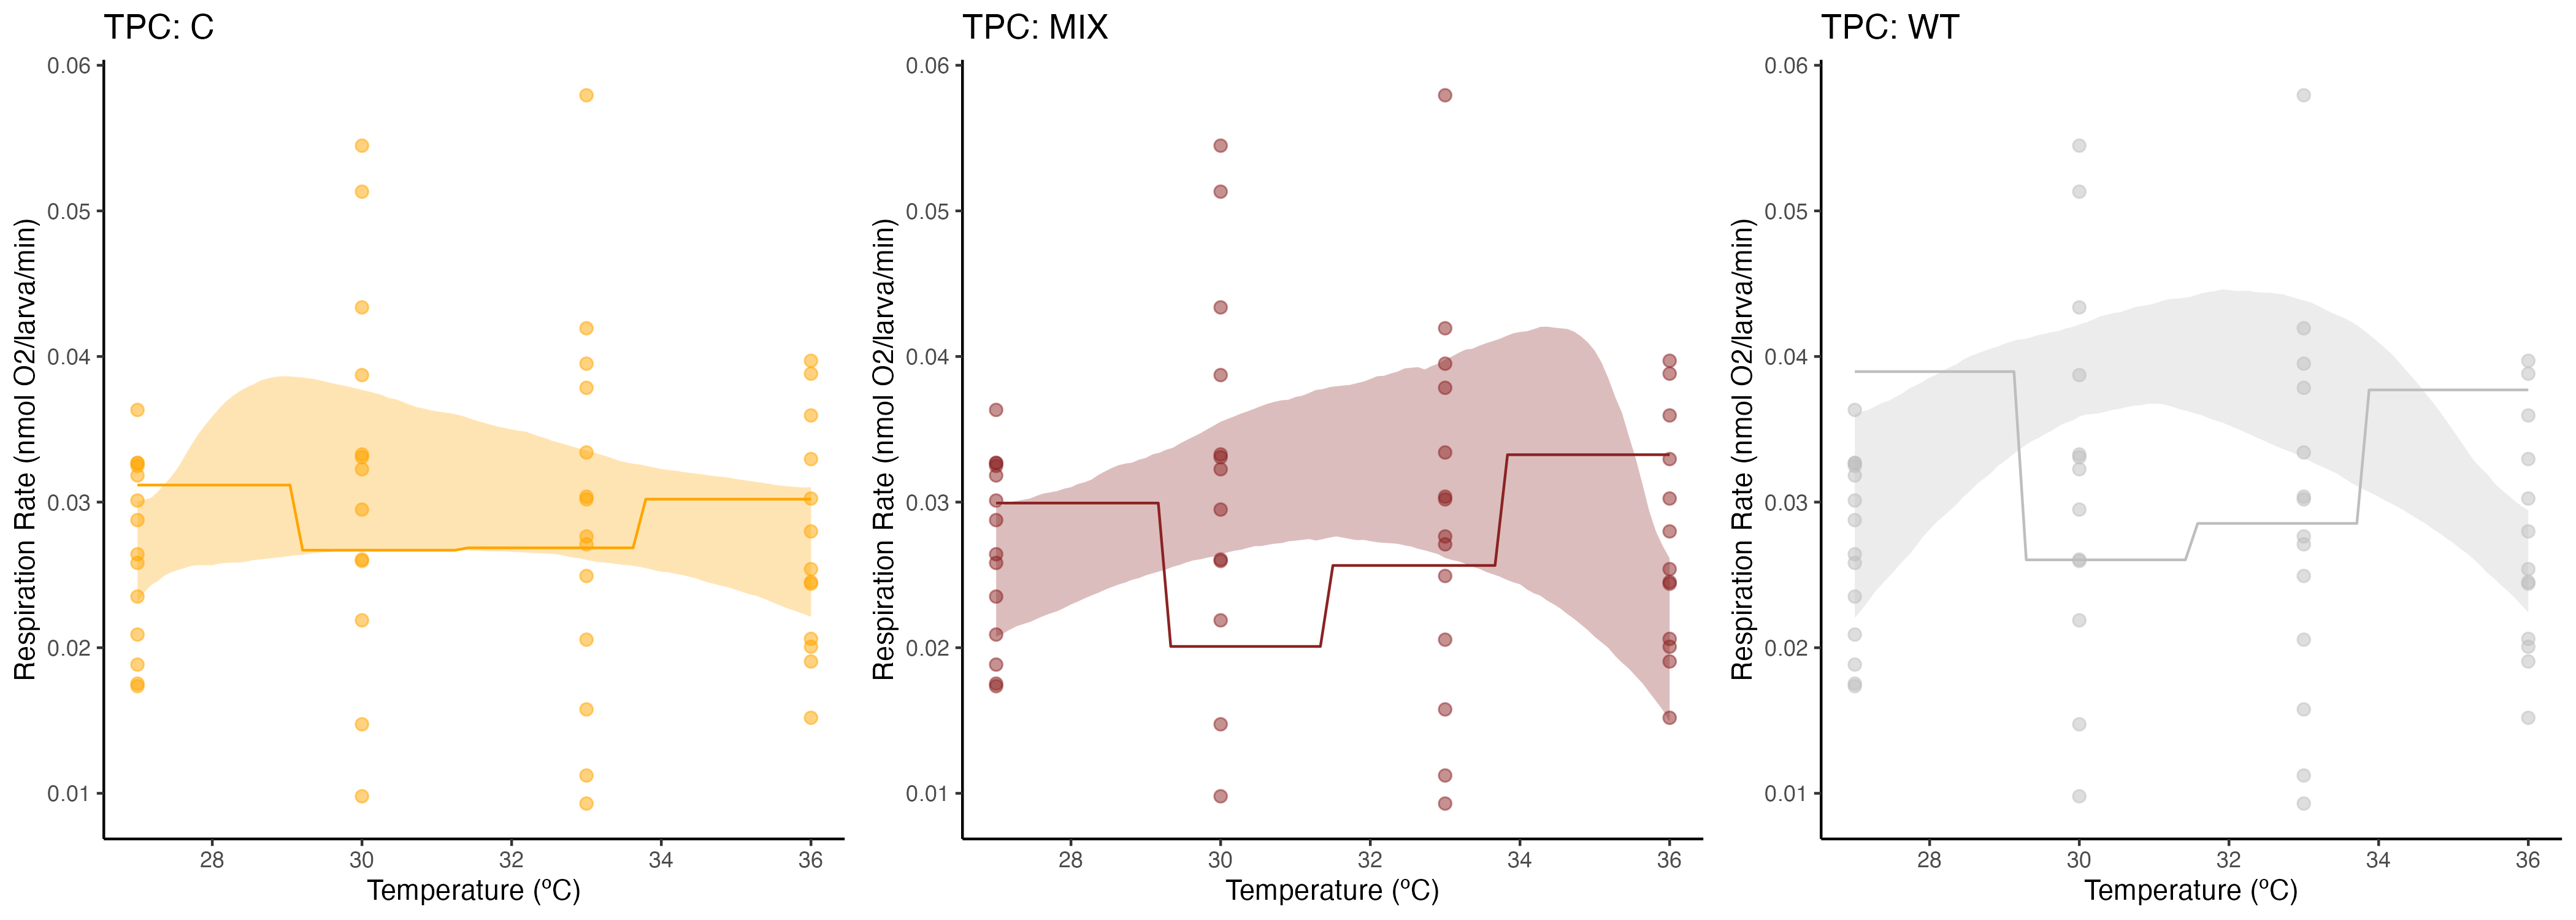 TPC: C
0.06
0.05
0.04
0.03
0.02
0.01
Respiration Rate (nmol O2/larva/min)
28 30 32 34 36
Temperature (ºC)
TPC: MIX
0.06
0.05
0.04
0.03
0.02
0.01
Respiration Rate (nmol O2/larva/min)
28 30 32 34 36
Temperature (ºC)
TPC: WT
0.06
0.05
0.04
0.03
0.02
0.01
Respiration Rate (nmol O2/larva/min)
28 30 32 34 36
Temperature (ºC)